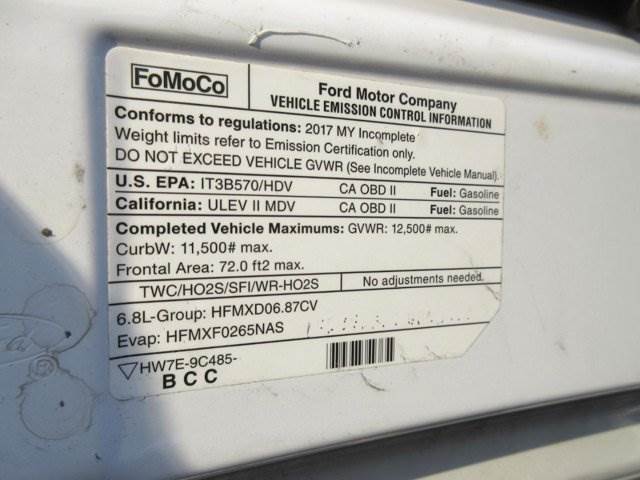 FoMoCo
Ford Motor Company
VEHICLE EMISSION CONTROL INFORMATION
Conforms to regulations: 2017 MY Incomplete
Weight limits refer to Emission Certification only.
DO NOT EXCEED VEHICLE GVWR (See Incomplete Vehicle Manual).
U.S. EPA: IT3B570/HDV CA OBD II Fuel: Gasoline
California: ULEV II MDV CA OBD II Fuel: Gasoline
Completed Vehicle Maximums: GVWR: 12,500# max.
CurbW: 11,500# max.
Frontal Area: 72.0 ft2 max.
TWC/HO2S/SFI/WR-HO2S No adjustments needed.
6.8L-Group: HFMXD06.87CV
Evap: HFMXF0265NAS
▽HW7E-9C485-
B C C